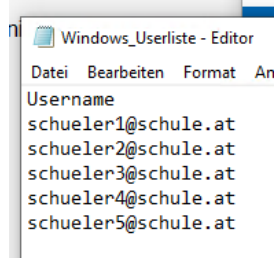 Windows_Userliste - Editor
Datei Bearbeiten Format
Username
schueler1@schule.at
schueler2@schule.at
schueler3@schule.at
schueler4@schule.at
schueler5@schule.at